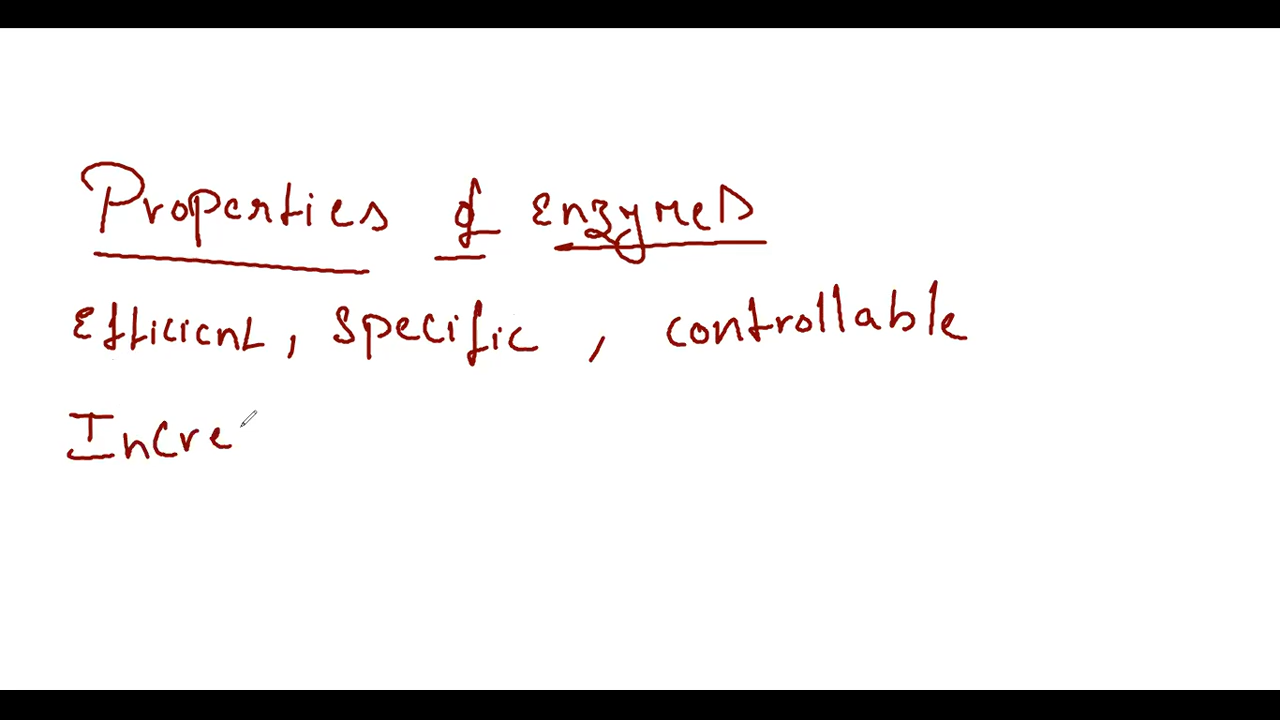 Properties of Enzymes
Efficient, specific, controllable
Incre